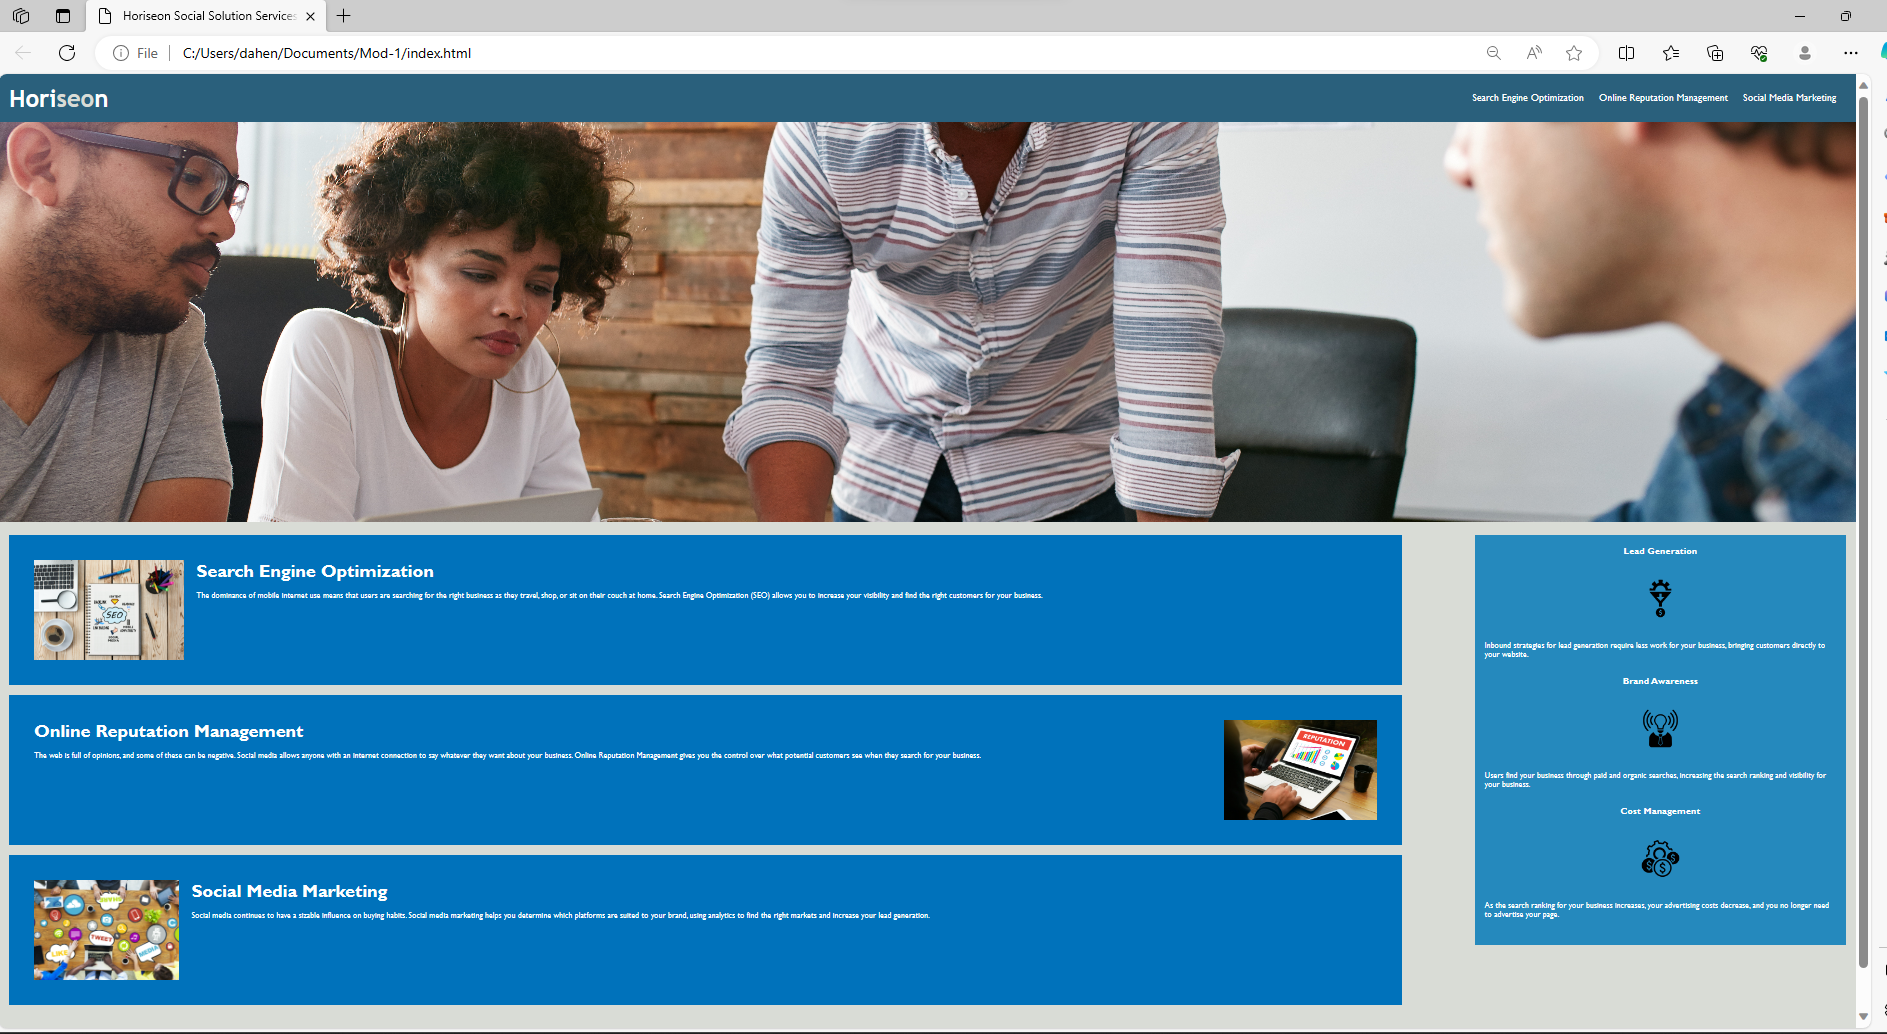 Horiseon Social Solution Services
File
C:/Users/dahen/Documents/Mod-1/index.html
Horiseon
Search Engine Optimization
Online Reputation Management
Social Media Marketing
SEO
Search Engine Optimization
The dominance of mobile internet use means that users are searching for the right business as they travel, shop, or sit on their couch at home. Search Engine Optimization (SEO) allows you to increase your visibility and find the right customers for your business.
Online Reputation Management
The web is full of opinions, and some of these can be negative. Social media allows anyone with an internet connection to say whatever they want about your business. Online Reputation Management gives you the control over what potential customers see when they search for your business.
REPUTATION
TWEET
LIKE
MEDIA
Social Media Marketing
Social media continues to have a sizable influence on buying habits. Social media marketing helps you determine which platforms are suited to your brand, using analytics to find the right markets and increase your lead generation.
Lead Generation
Inbound strategies for lead generation require less work for your business, bringing customers directly to
your website.
Brand Awareness
Users find your business through paid and organic searches, increasing the search ranking and visibility for
your business.
Cost Management
As the search ranking for your business increases, your advertising costs decrease, and you no longer need
to advertise your page.